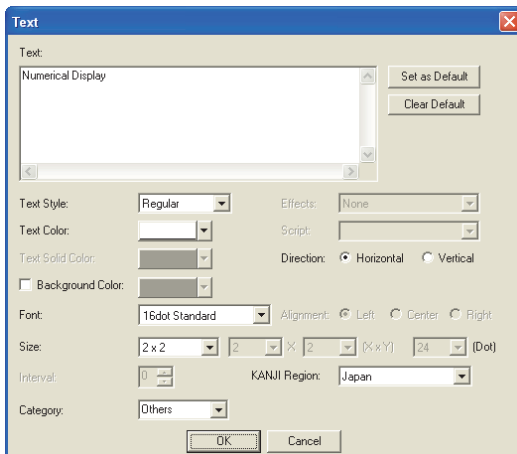 Text
Text:
Numerical Display
Set as Default
Clear Default
Text Style: Regular Effects: None
Text Color: Script:
Text Solid Color: Direction: Horizontal Vertical
Background Color:
Font: 16dot Standard Alignment: Left Center Right
Size: 2 x 2 2 X 2 (X x Y) 24 (Dot)
Interval: 0 KANJI Region: Japan
Category: Others
OK Cancel